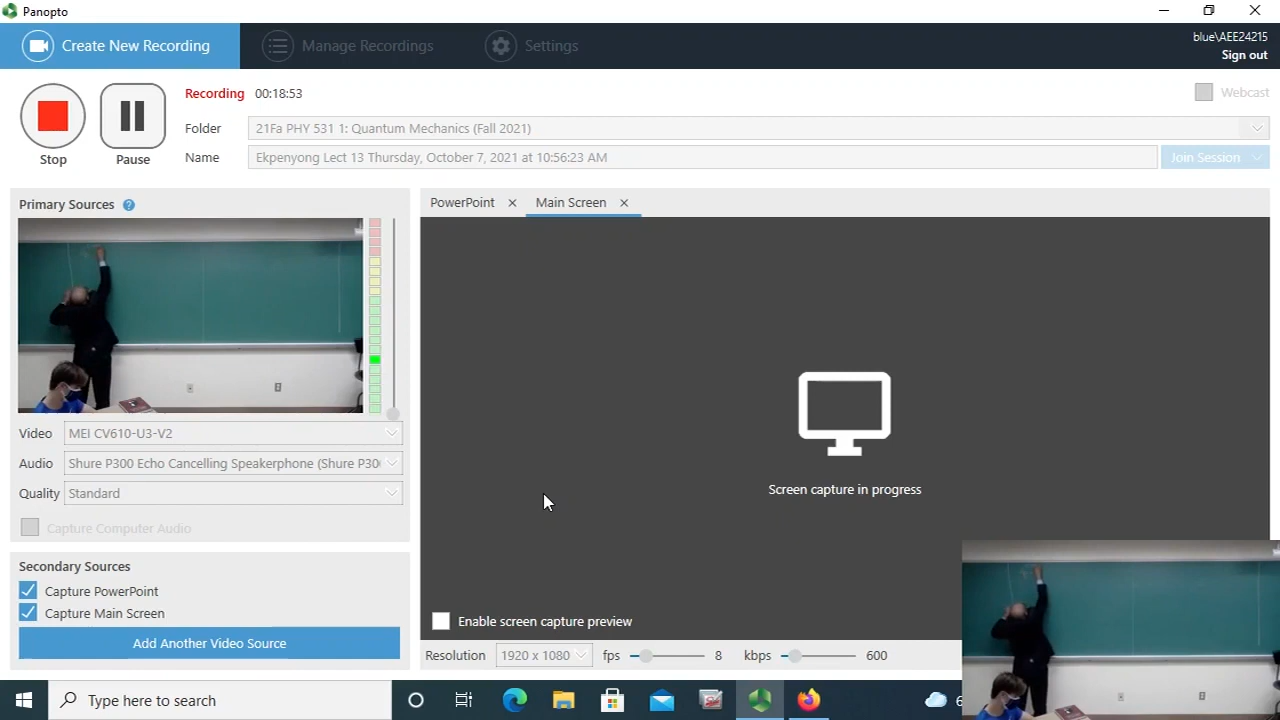 Panopto
Create New Recording
Manage Recordings
Settings
blue\AEE24215
Sign out
Recording 00:18:53
Webcast
Stop
Pause
Folder
21Fa PHY 531 1: Quantum Mechanics (Fall 2021)
Name
Ekpenyong Lect 13 Thursday, October 7, 2021 at 10:56:23 AM
Join Session
Primary Sources ?
Video MEI CV610-U3-V2
Audio Shure P300 Echo Cancelling Speakerphone (Shure P30
Quality Standard
Capture Computer Audio
Secondary Sources
Capture PowerPoint
Capture Main Screen
Add Another Video Source
PowerPoint
Main Screen
Screen capture in progress
Enable screen capture preview
Resolution 1920 x 1080 fps 8 kbps 600
Type here to search
6